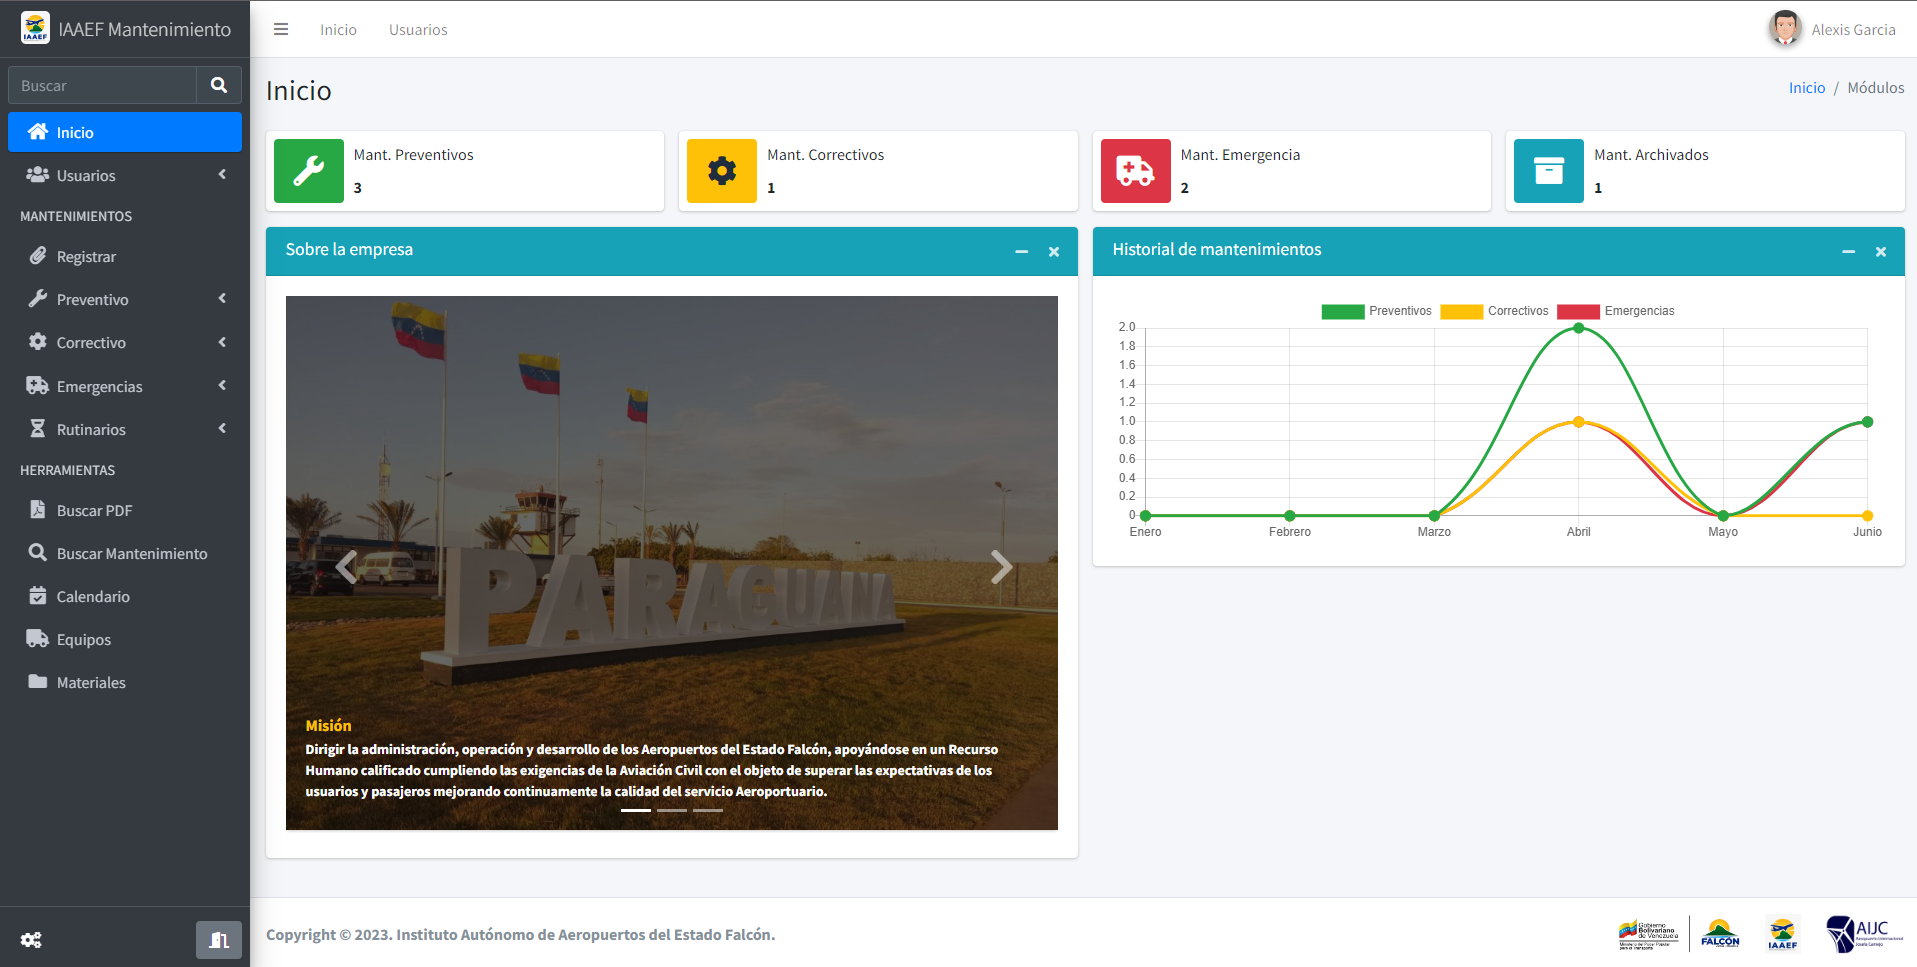 IAAEF Mantenimiento
Inicio
Usuarios
Alexis Garcia
Buscar
Inicio
Usuarios
MANTENIMIENTOS
Registrar
Preventivo
Correctivo
Emergencias
Rutinarios
HERRAMIENTAS
Buscar PDF
Buscar Mantenimiento
Calendario
Equipos
Materiales
Inicio
Inicio / Módulos
Mant. Preventivos
3
Mant. Correctivos
1
Mant. Emergencia
2
Mant. Archivados
1
Sobre la empresa
PARAGUANA
Misión
Dirigir la administración, operación y desarrollo de los Aeropuertos del Estado Falcón, apoyándose en un Recurso
Humano calificado cumpliendo las exigencias de la Aviación Civil con el objeto de superar las expectativas de los
usuarios y pasajeros mejorando continuamente la calidad del servicio Aeroportuario.
Historial de mantenimientos
Preventivos Correctivos Emergencias
2.0
1.8
1.6
1.4
1.2
1.0
0.8
0.6
0.4
0.2
0
Enero Febrero Marzo Abril Mayo Junio
Copyright © 2023. Instituto Autónomo de Aeropuertos del Estado Falcón.
Gobierno
Bolivariano
de Venezuela
FALCÓN
IAAEF
AIJC